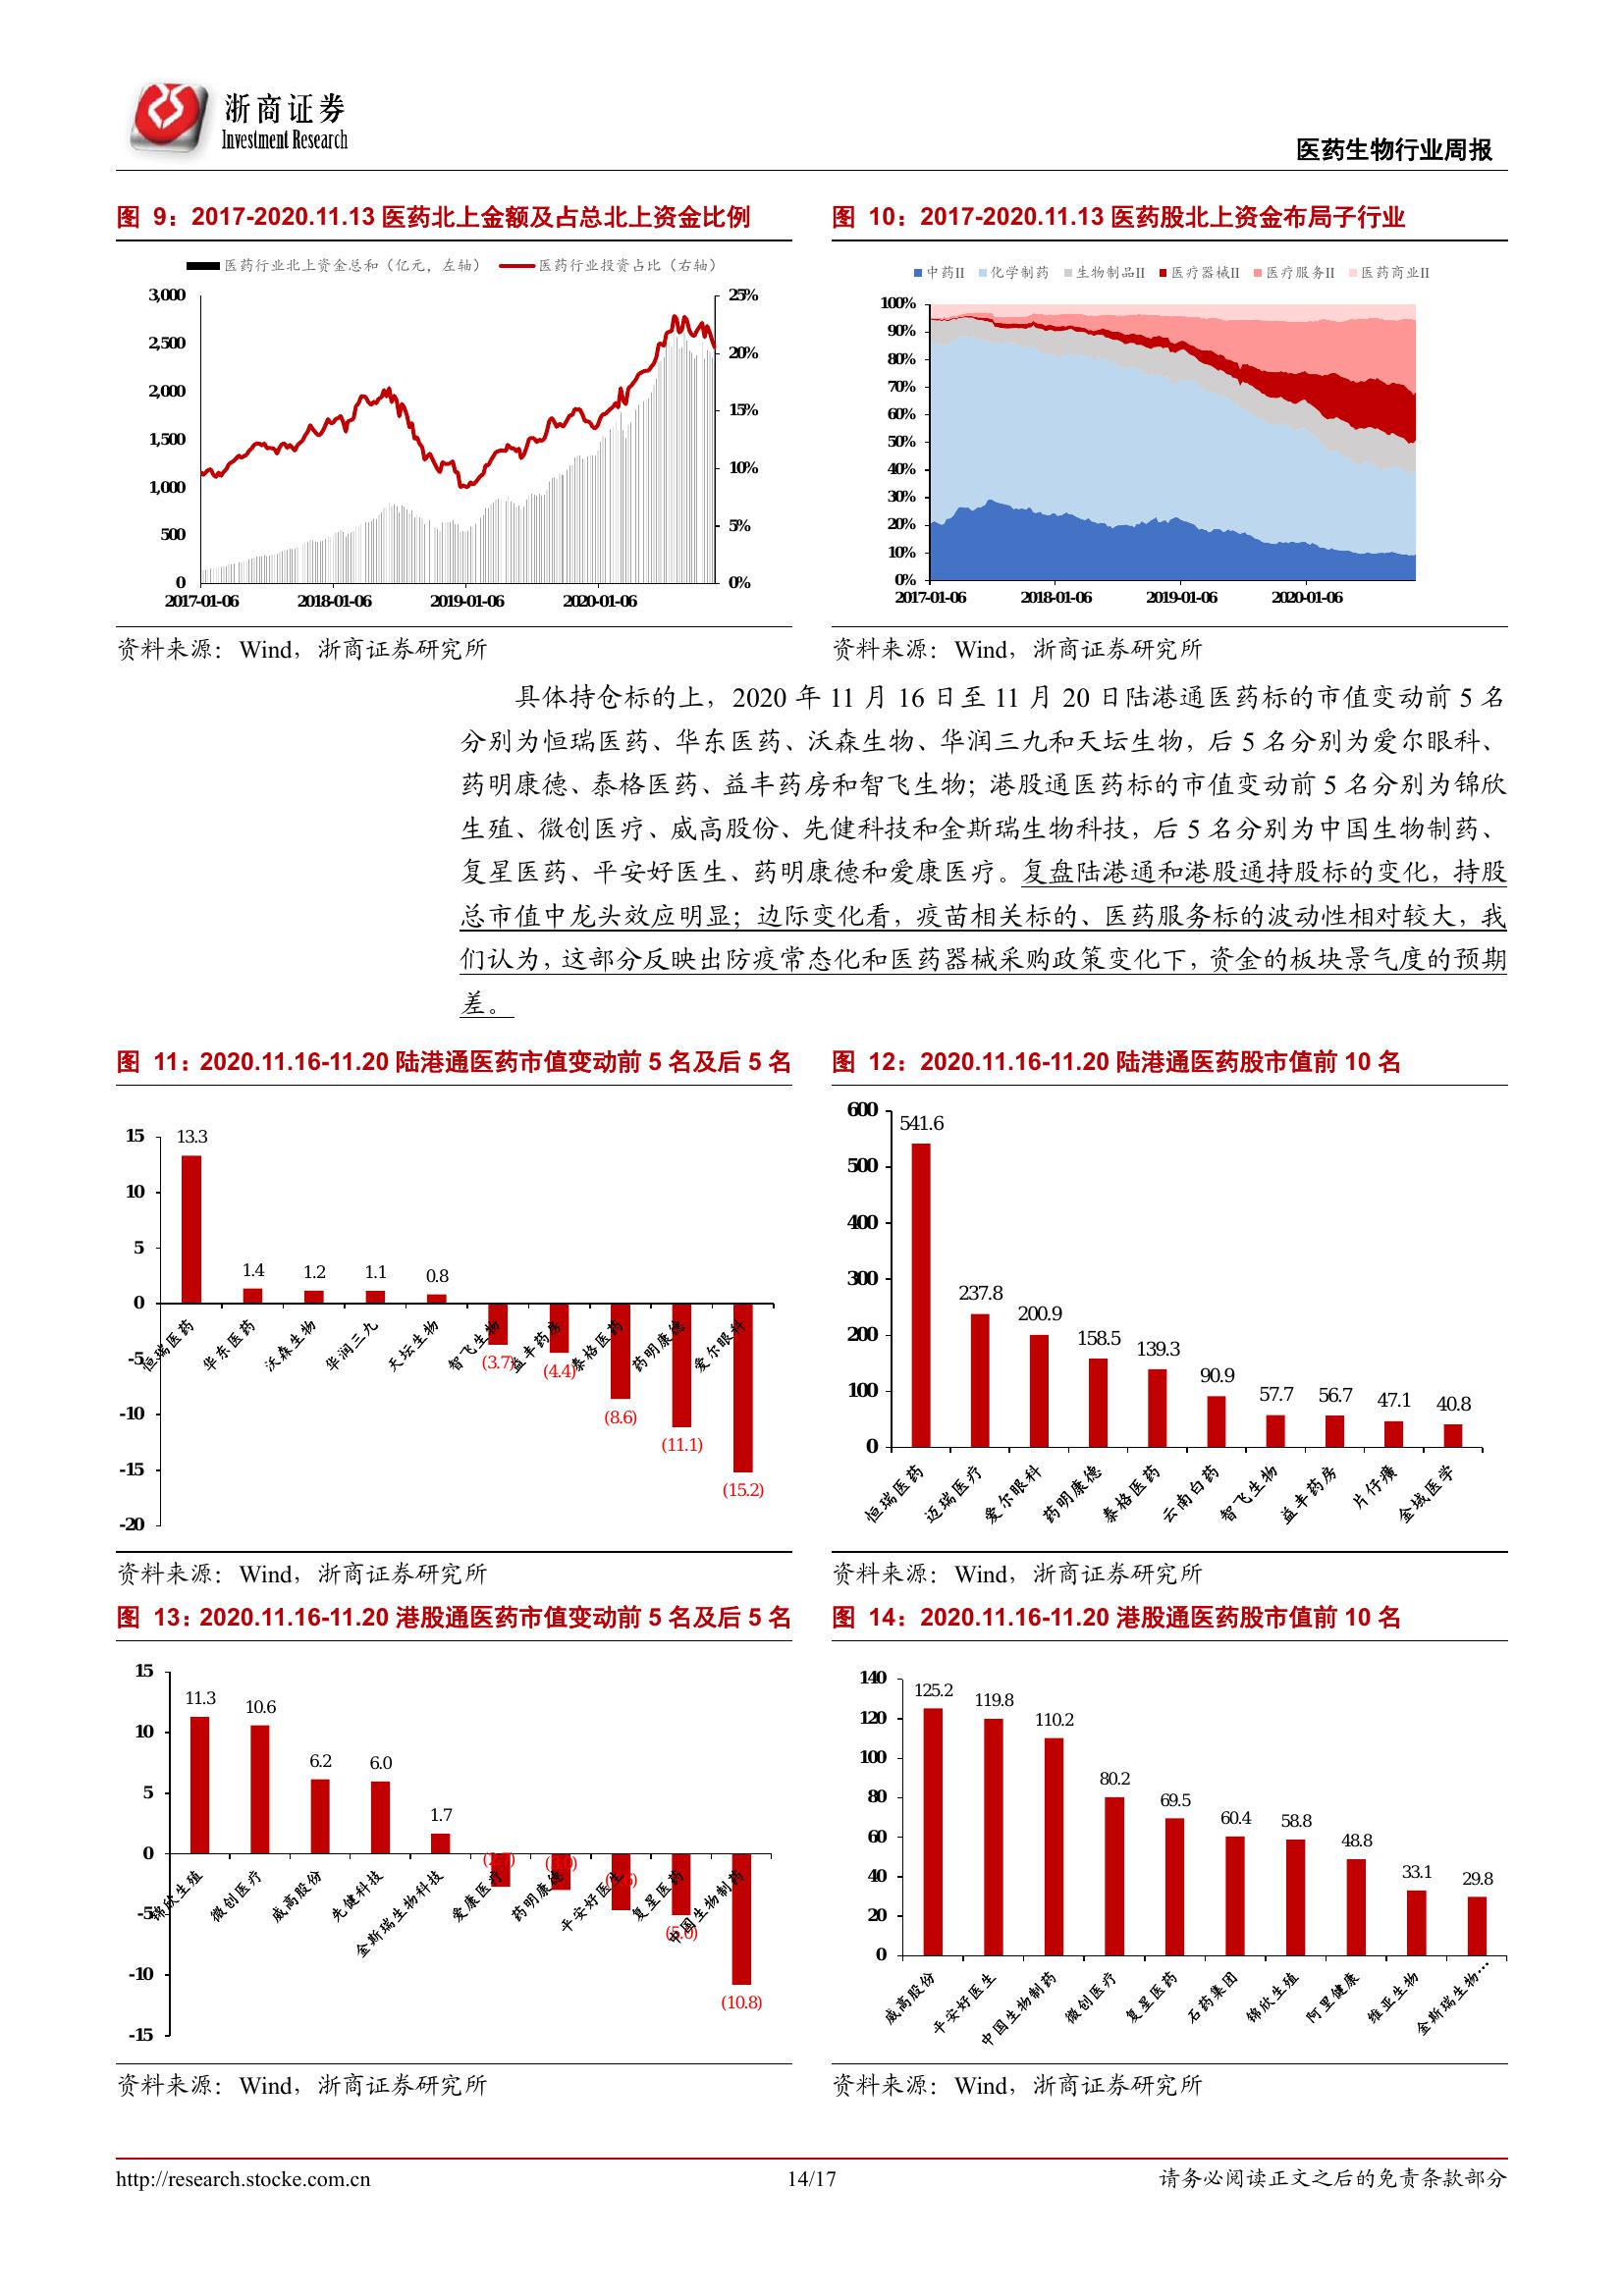 浙商证券
Investment Research
医药生物行业周报
图 9：2017-2020.11.13 医药北上金额及占总北上资金比例
医药行业北上资金总和（亿元，左轴） 医药行业投资占比（右轴）
3,000
2,500
2,000
1,500
1,000
500
0
25%
20%
15%
10%
5%
0%
2017-01-06 2018-01-06 2019-01-06 2020-01-06
资料来源：Wind，浙商证券研究所
图 10：2017-2020.11.13 医药股北上资金布局子行业
中药II 化学制药 生物制品II 医疗器械II 医疗服务II 医药商业II
100%
90%
80%
70%
60%
50%
40%
30%
20%
10%
0%
2017-01-06 2018-01-06 2019-01-06 2020-01-06
资料来源：Wind，浙商证券研究所
具体持仓标的上，2020 年 11 月 16 日至 11 月 20 日陆港通医药标的市值变动前 5 名
分别为恒瑞医药、华东医药、沃森生物、华润三九和天坛生物，后 5 名分别为爱尔眼科、
药明康德、泰格医药、益丰药房和智飞生物；港股通医药标的市值变动前 5 名分别为锦欣
生殖、微创医疗、威高股份、先健科技和金斯瑞生物科技，后 5 名分别为中国生物制药、
复星医药、平安好医生、药明康德和爱康医疗。复盘陆港通和港股通持股标的变化，持股
总市值中龙头效应明显；边际变化看，疫苗相关标的、医药服务标的波动性相对较大，我
们认为，这部分反映出防疫常态化和医药器械采购政策变化下，资金的板块景气度的预期
差。
图 11：2020.11.16-11.20 陆港通医药市值变动前 5 名及后 5 名
15
10
5
0
-5
-10
-15
-20
13.3 1.4 1.2 1.1 0.8 (3.7) (4.4) (8.6) (11.1) (15.2)
恒瑞医药 华东医药 沃森生物 华润三九 天坛生物 智飞生物 益丰药房 泰格医药 药明康德 爱尔眼科
资料来源：Wind，浙商证券研究所
图 12：2020.11.16-11.20 陆港通医药股市值前 10 名
600
500
400
300
200
100
0
541.6 237.8 200.9 158.5 139.3 90.9 57.7 56.7 47.1 40.8
恒瑞医药 迈瑞医疗 爱尔眼科 药明康德 泰格医药 云南白药 智飞生物 益丰药房 片仔癀 金域医学
资料来源：Wind，浙商证券研究所
图 13：2020.11.16-11.20 港股通医药市值变动前 5 名及后 5 名
15
10
5
0
-5
-10
-15
11.3 10.6 6.2 6.0 1.7 (5.0) (10.8)
锦欣生殖 微创医疗 威高股份 先健科技 金斯瑞生物科技 爱康医疗 药明康德 平安好医生 复星医药 中国生物制药
资料来源：Wind，浙商证券研究所
图 14：2020.11.16-11.20 港股通医药股市值前 10 名
140
120
100
80
60
40
20
0
125.2 119.8 110.2 80.2 69.5 60.4 58.8 48.8 33.1 29.8
威高股份 平安好医生 中国生物制药 微创医疗 复星医药 石药集团 锦欣生殖 阿里健康 维亚生物 金斯瑞生物…
资料来源：Wind，浙商证券研究所
http://research.stocke.com.cn
14/17
请务必阅读正文之后的免责条款部分